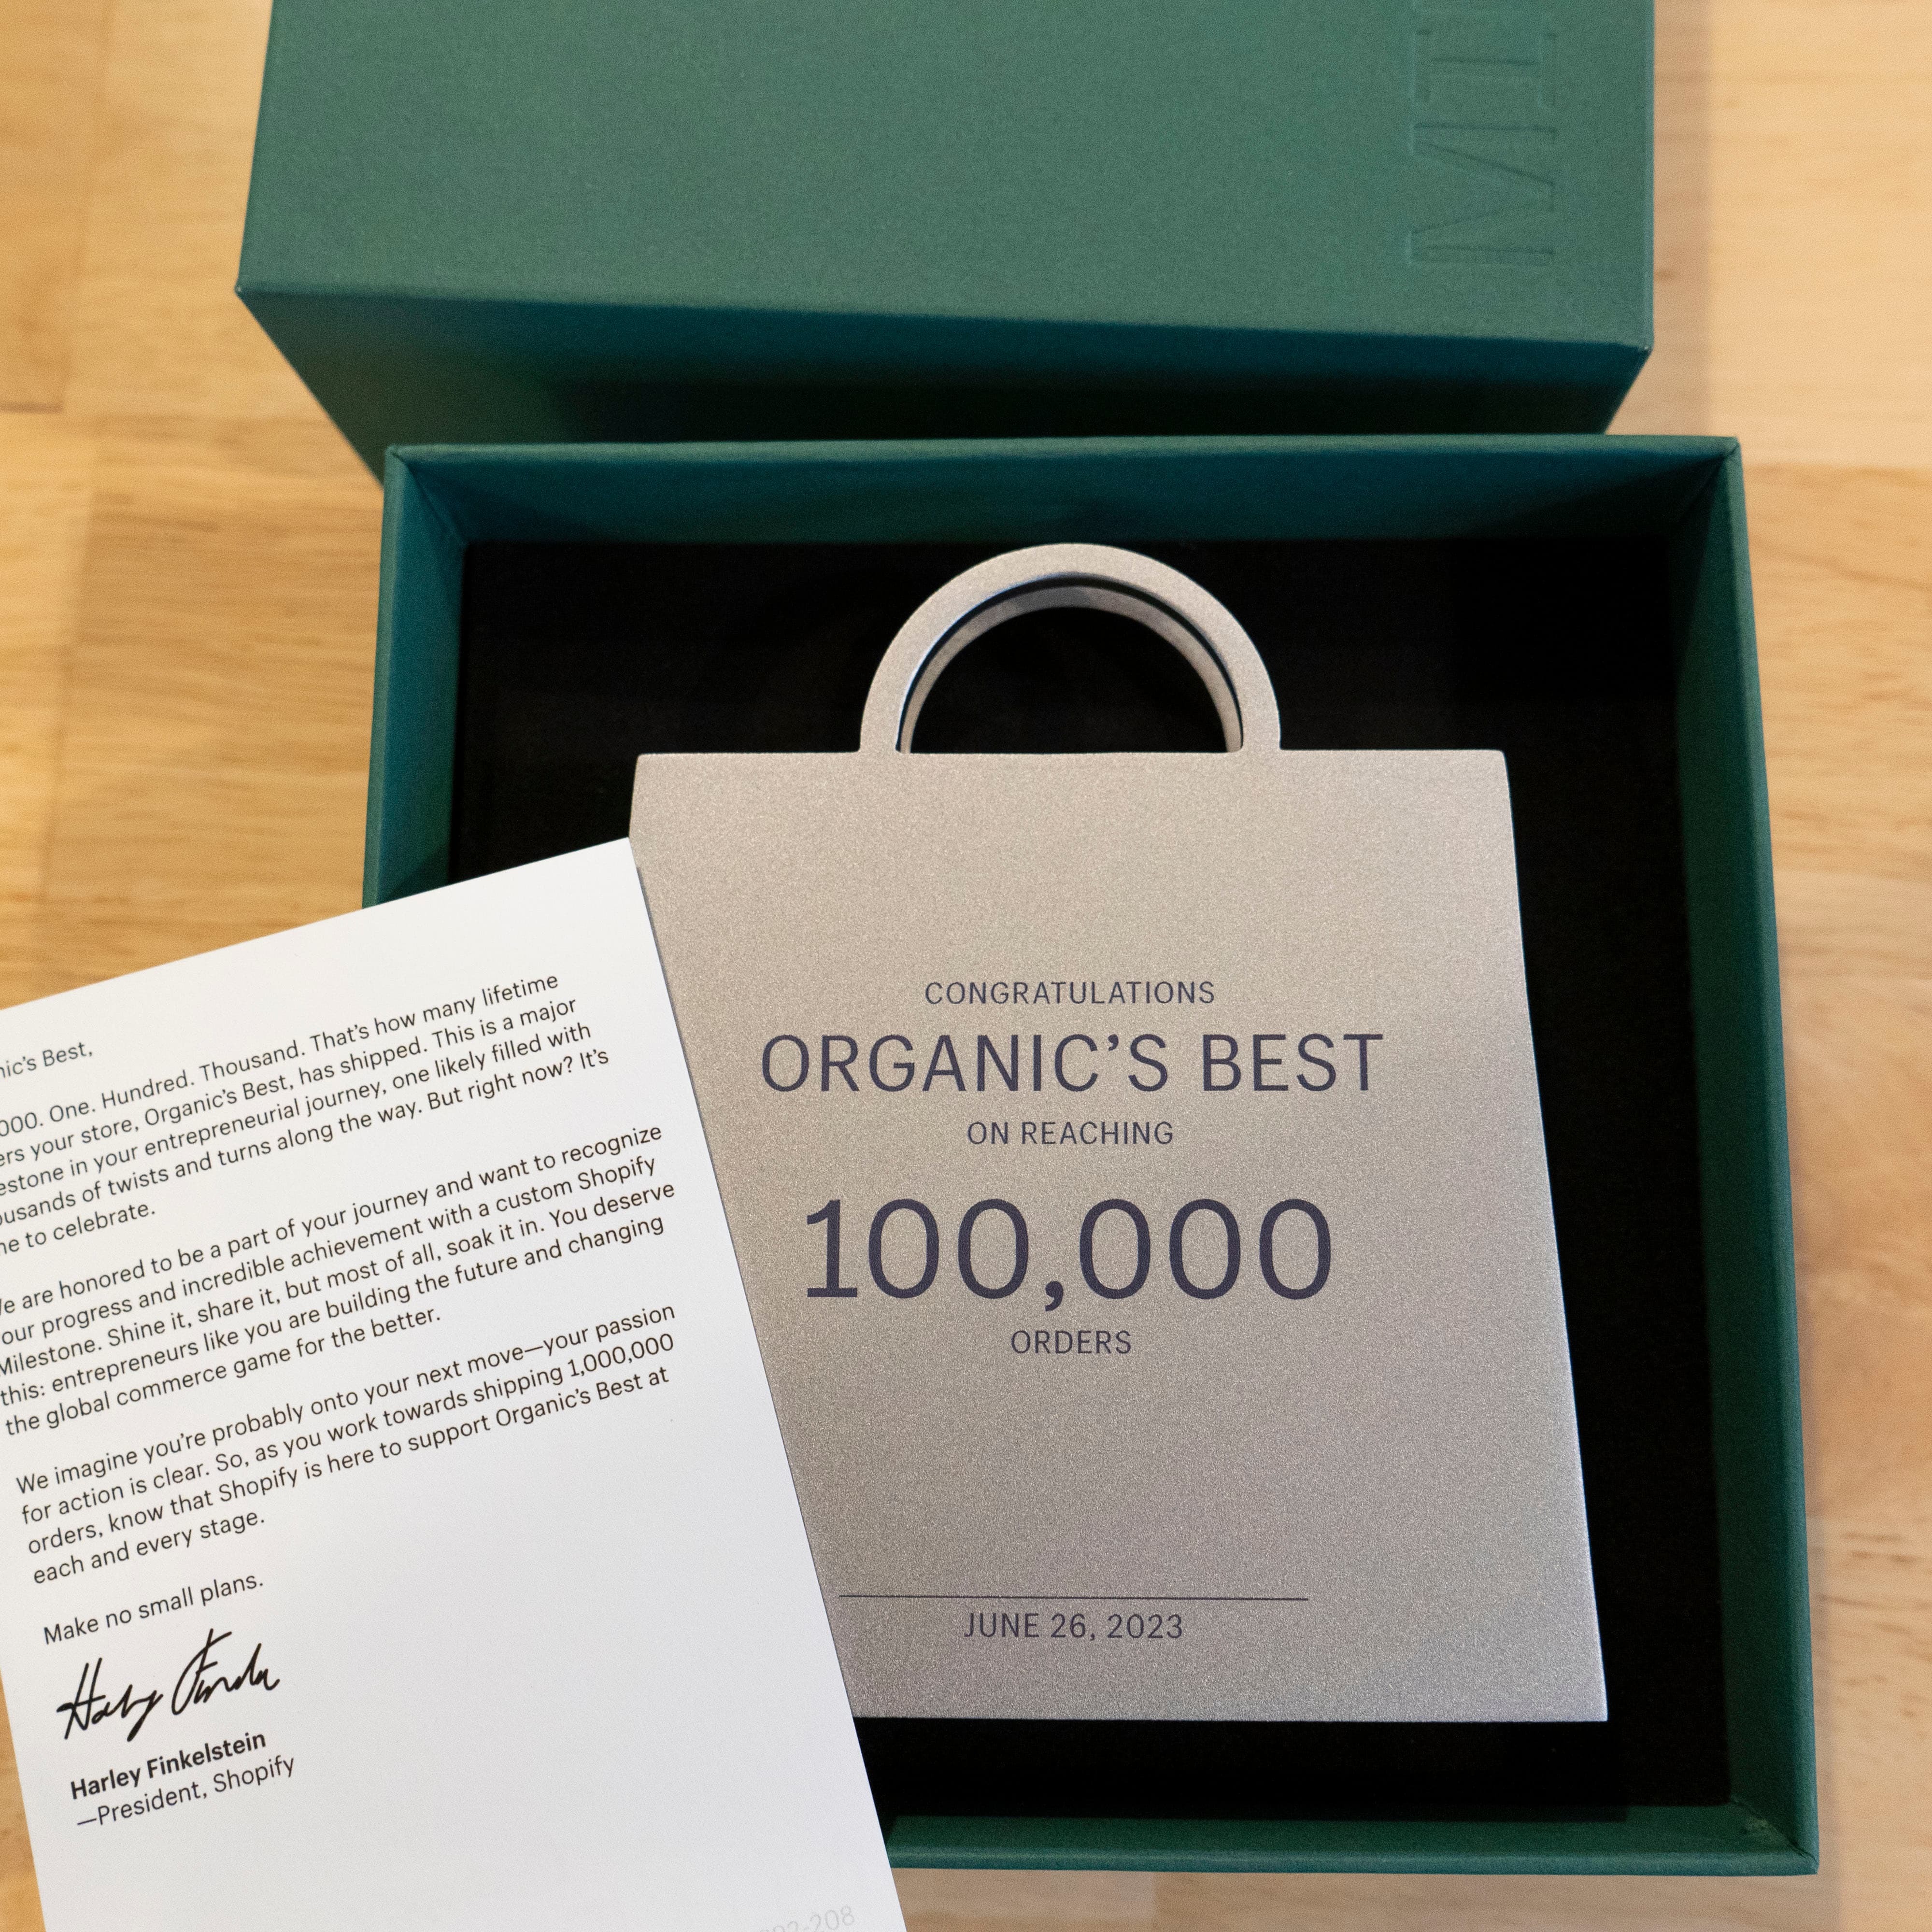 MI
CONGRATULATIONS
ORGANIC’S BEST
ON REACHING
100,000
ORDERS
JUNE 26, 2023
Best,
One. Hundred. Thousand. That’s how many lifetime
your store, Organic’s Best, has shipped. This is a major
in your entrepreneurial journey, one likely filled with
of twists and turns along the way. But right now? It’s
to celebrate.
are honored to be a part of your journey and want to recognize
our progress and incredible achievement with a custom Shopify
Milestone. Shine it, share it, but most of all, soak it in. You deserve
this: entrepreneurs like you are building the future and changing
the global commerce game for the better.
We imagine you’re probably onto your next move—your passion
for action is clear. So, as you work towards shipping 1,000,000
orders, know that Shopify is here to support Organic’s Best at
each and every stage.
Make no small plans.
Harley Finkelstein
—President, Shopify